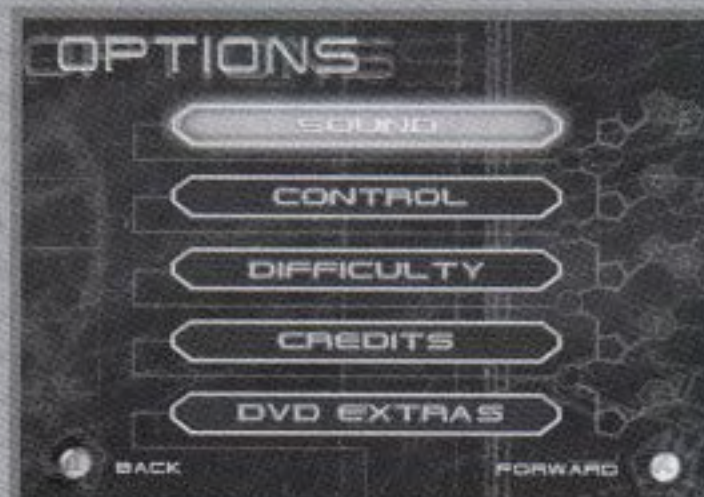 OPTIONS
SOUND
CONTROL
DIFFICULTY
CREDITS
DVD EXTRAS
BACK
FORWARD